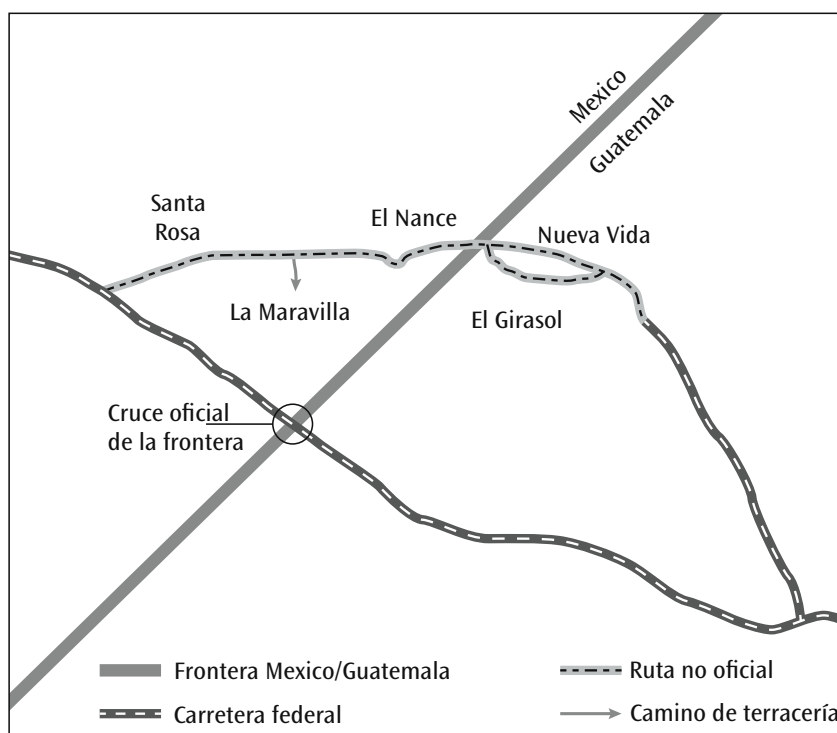 Mexico
Guatemala
Santa
Rosa
El Nance
Nueva Vida
La Maravilla
El Girasol
Cruce oficial
de la frontera
Frontera Mexico/Guatemala
Ruta no oficial
Carretera federal
Camino de terracería